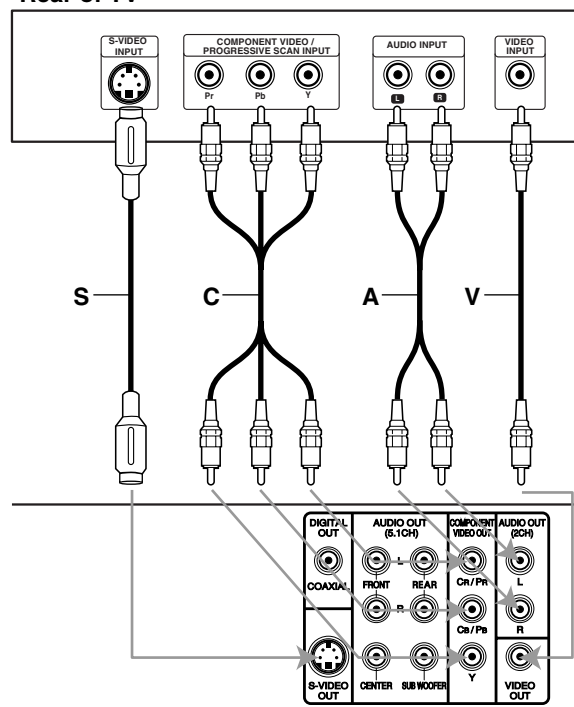 Rear of TV
S-VIDEO
INPUT
COMPONENT VIDEO /
PROGRESSIVE SCAN INPUT
AUDIO INPUT
VIDEO
INPUT
Pr Pb Y
L R
S C A V
DIGITAL
OUT
AUDIO OUT
(5.1CH)
COMPONENT
VIDEO OUT
AUDIO OUT
(2CH)
COAXIAL
L
FRONT REAR
R
CR/PR
L
CB/PB
R
S-VIDEO
OUT
CENTER SUB WOOFER
Y
VIDEO
OUT